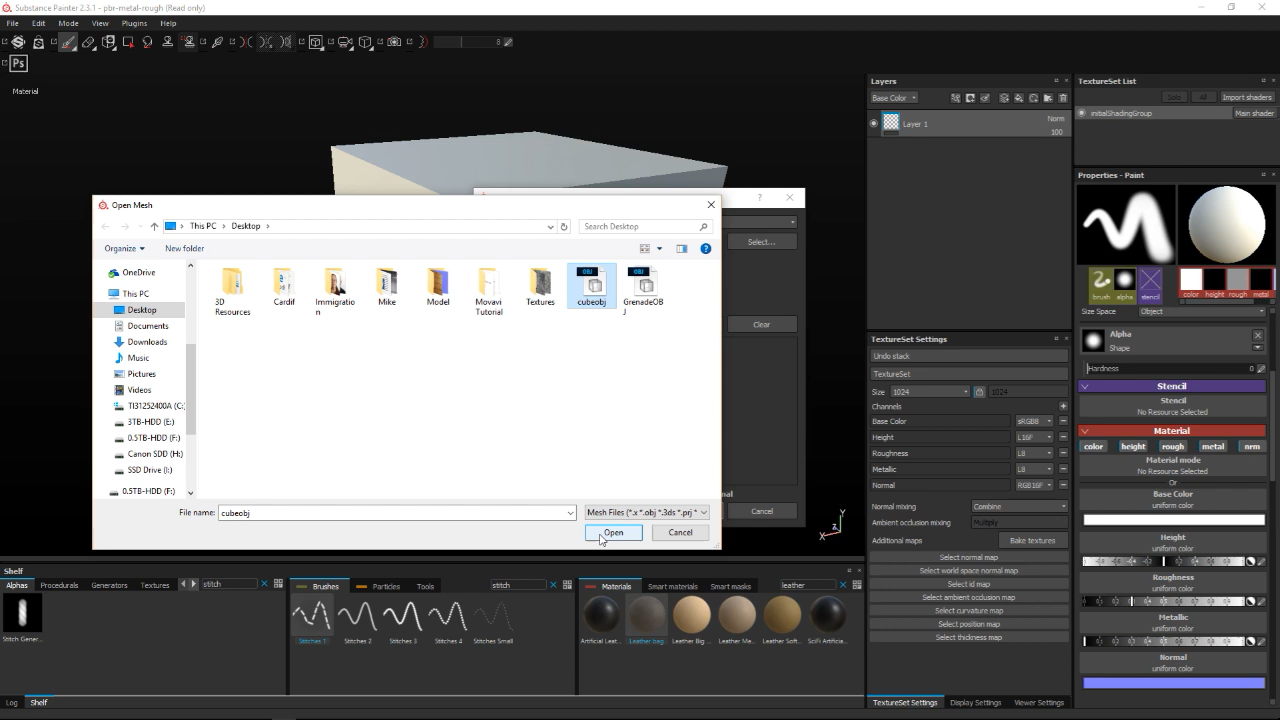 Substance Painter 2.3.1 - pbr-metal-rough (Read only)
File Edit Mode View Plugins Help
8
Ps
Material
Open Mesh
This PC > Desktop >
Search Desktop
Organize
New folder
OneDrive
This PC
Desktop
Documents
Downloads
Music
Pictures
Videos
TI31252400A (C:)
3TB-HDD (E:)
0.5TB-HDD (F:)
Canon SDD (H:)
SSD Drive (I:)
0.5TB-HDD (F:)
3D Resources
Cardif
Immigration
Mike
Model
Movavi Tutorial
Textures
OBJ
cubeobj
OBJ
GrenadeOBJ
File name: cubeobj
Mesh Files (*.x *.obj *.3ds *.prj *
Open
Cancel
?
Select...
Clear
Cancel
Y
X
Z
Layers
Base Color
Layer 1
Norm
100
TextureSet Settings
Undo stack
TextureSet
Size 1024 1024
Channels
Base Color sRGB8
Height L16F
Roughness L8
Metallic L8
Normal RGB16F
Normal mixing Combine
Ambient occlusion mixing Multiply
Additional maps Bake textures
Select normal map
Select world space normal map
Select id map
Select ambient occlusion map
Select curvature map
Select position map
Select thickness map
TextureSet Settings Display Settings Viewer Settings
TextureSet List
Solo All Import shaders
initialShadingGroup Main shader
Properties - Paint
brush alpha stencil color height rough metal
Size Space Object
Alpha
Shape
Hardness 0
Stencil
Stencil
No Resource Selected
Material
color height rough metal nrm
Material mode
No Resource Selected
Or
Base Color
uniform color
Height
uniform color
Roughness
uniform color
Metallic
uniform color
Normal
uniform color
Shelf
Alphas Procedurals Generators Textures stitch
Stitch Gener...
Brushes Particles Tools stitch
Stitches 1 Stitches 2 Stitches 3 Stitches 4 Stitches Small
Materials Smart materials Smart masks leather
Artificial Leat... Leather bag Leather Big ... Leather Me... Leather Soft... SciFi Artificia...
Log Shelf